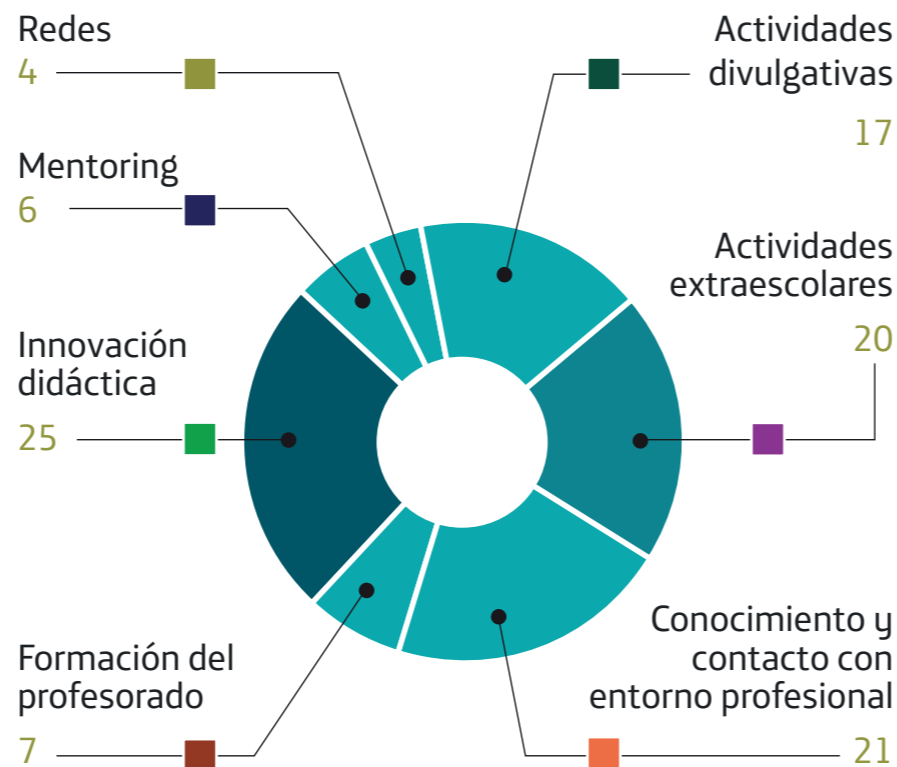 Redes
4
Mentoring
6
Innovación
didáctica
25
Formación del
profesorado
7
Actividades
divulgativas
17
Actividades
extraescolares
20
Conocimiento y
contacto con
entorno profesional
21